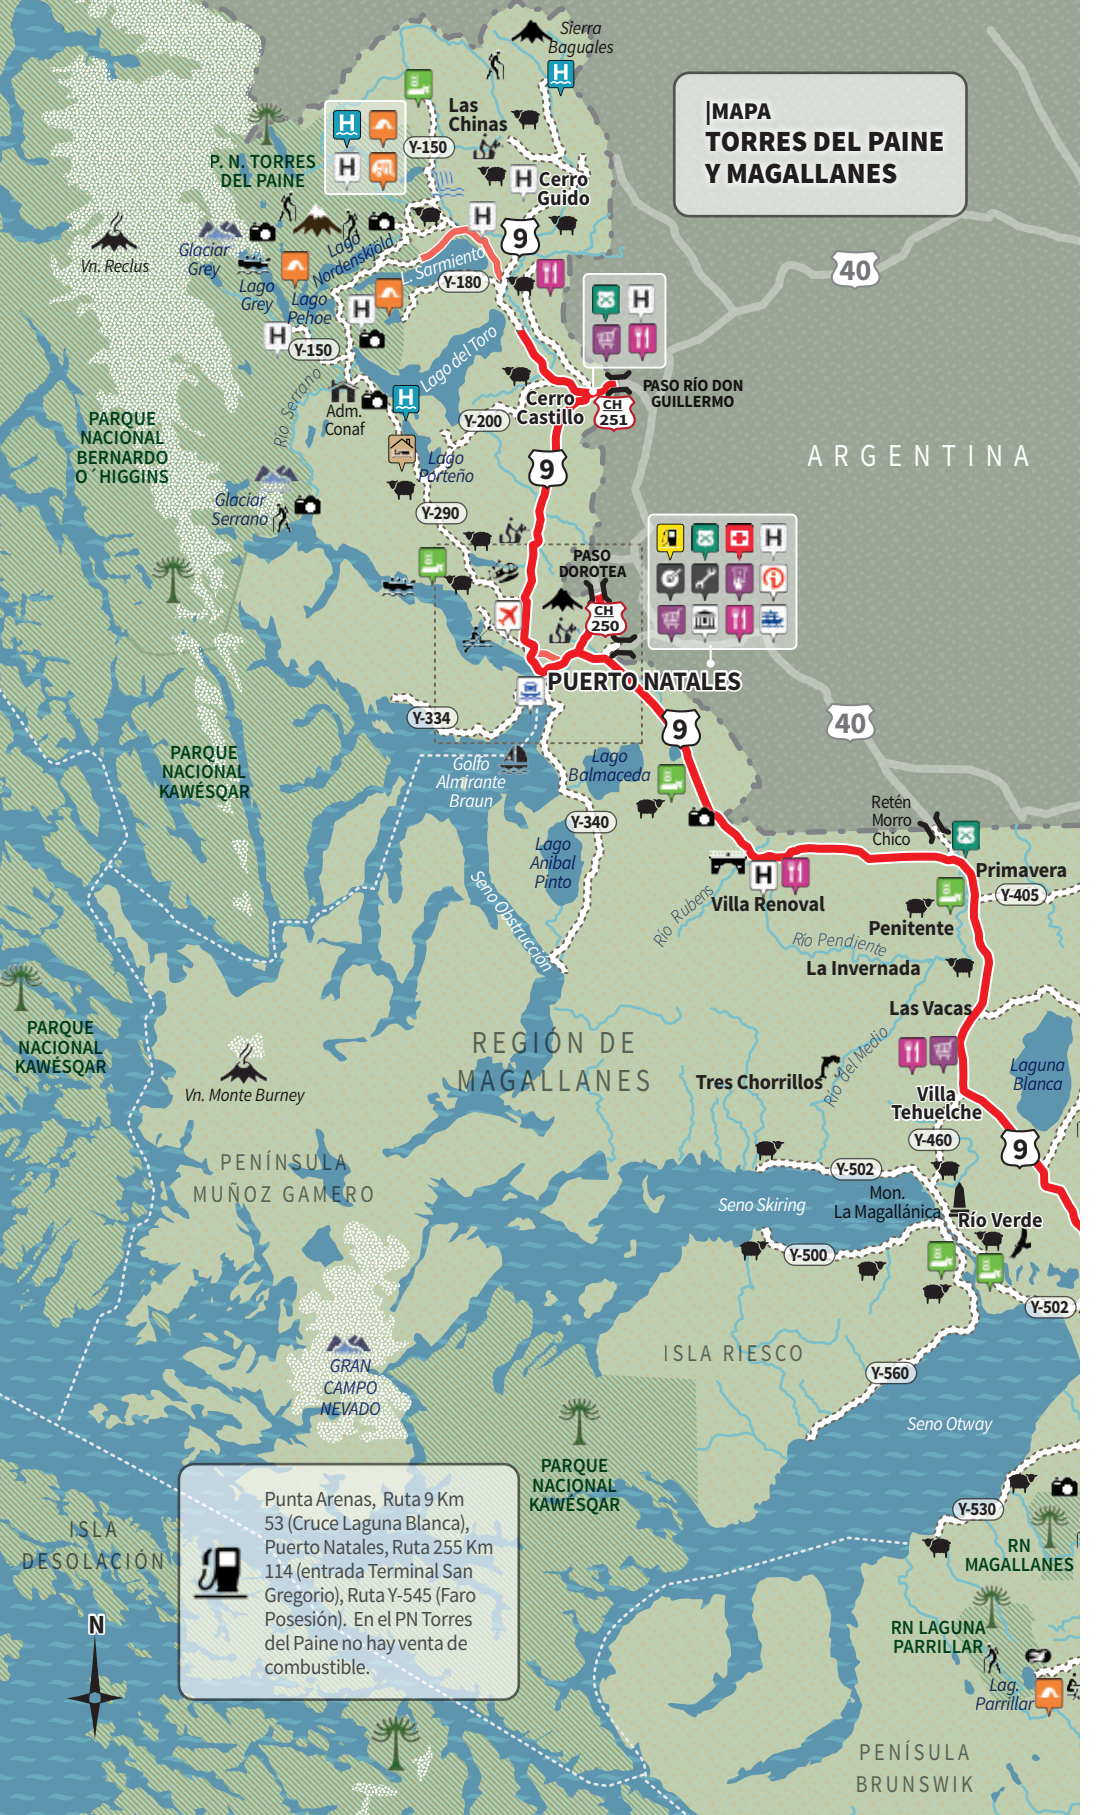 |MAPA
TORRES DEL PAINE
Y MAGALLANES
Sierra
Baguales
H
Las
Chinas
H
Y-150
P. N. TORRES
DEL PAINE
H
H
Cerro
Guido
H
9
Vn. Reclus
Glaciar
Grey
Lago
Grey
Lago
Nordenskjöld
L. Sarmiento
Y-180
Lago
Pehoe
H
H
Y-150
40
H
Lago del Toro
Río Serrano
Adm.
Conaf
H
Cerro
Castillo
CH
251
PASO RÍO DON
GUILLERMO
PARQUE
NACIONAL
BERNARDO
O´HIGGINS
Y-200
ARGENTINA
9
Lago
Porteño
Glaciar
Serrano
Y-290
PASO
DOROTEA
CH
250
H
i
PUERTO NATALES
Y-334
9
40
PARQUE
NACIONAL
KAWÉSQAR
Golfo
Almirante
Braun
Lago
Balmaceda
Y-340
Lago
Anibal
Pinto
Seno Obstrucción
Retén
Morro
Chico
Primavera
Y-405
H
Villa Renoval
Río Rubens
Penitente
Río Pendiente
La Invernada
Las Vacas
PARQUE
NACIONAL
KAWÉSQAR
REGIÓN DE
MAGALLANES
Laguna
Blanca
Tres Chorrillos
Río del Medio
Villa
Tehuelche
Vn. Monte Burney
Y-460
9
PENÍNSULA
MUÑOZ GAMERO
Y-502
Seno Skiring
Mon.
La Magallánica
Río Verde
Y-500
Y-502
GRAN
CAMPO
NEVADO
ISLA RIESCO
Y-560
Seno Otway
PARQUE
NACIONAL
KAWÉSQAR
Y-530
RN
MAGALLANES
ISLA
DESOLACIÓN
Punta Arenas, Ruta 9 Km
53 (Cruce Laguna Blanca),
Puerto Natales, Ruta 255 Km
114 (entrada Terminal San
Gregorio), Ruta Y-545 (Faro
Posesión). En el PN Torres
del Paine no hay venta de
combustible.
N
RN LAGUNA
PARRILLAR
Lag.
Parrillar
PENÍSULA
BRUNSWIK